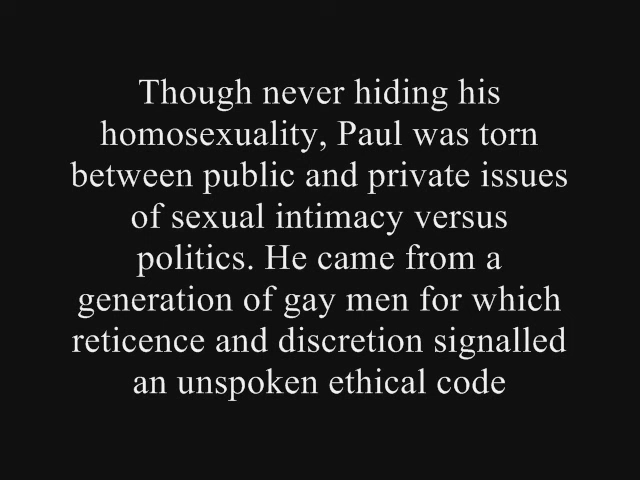 Though never hiding his
homosexuality, Paul was torn
between public and private issues
of sexual intimacy versus
politics. He came from a
generation of gay men for which
reticence and discretion signalled
an unspoken ethical code